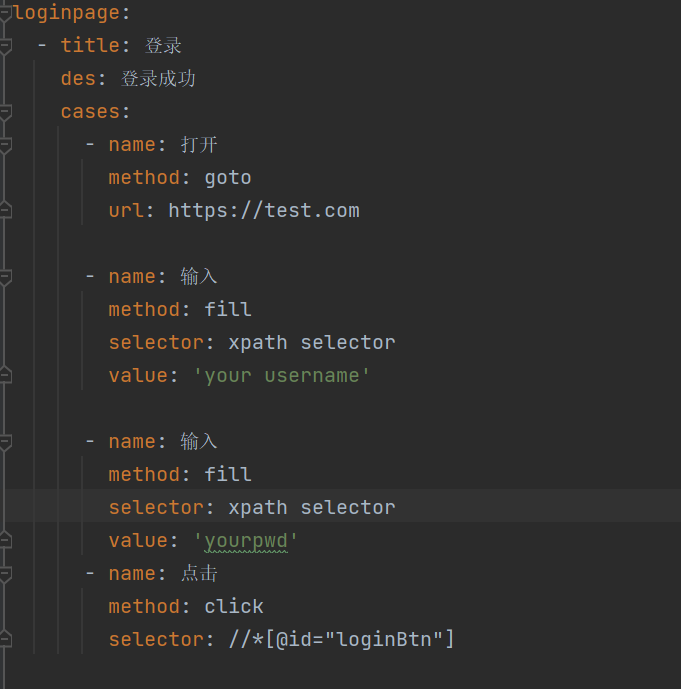 loginpage:
- title: 登录
des: 登录成功
cases:
- name: 打开
method: goto
url: https://test.com
- name: 输入
method: fill
selector: xpath selector
value: 'your username'
- name: 输入
method: fill
selector: xpath selector
value: 'yourpwd'
- name: 点击
method: click
selector: //*[@id="loginBtn"]